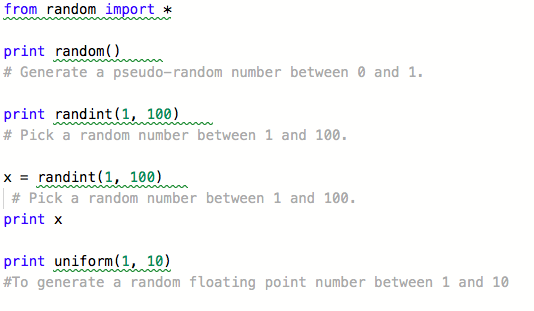 from random import *
print random()
# Generate a pseudo-random number between 0 and 1.
print randint(1, 100)
# Pick a random number between 1 and 100.
x = randint(1, 100)
# Pick a random number between 1 and 100.
print x
print uniform(1, 10)
#To generate a random floating point number between 1 and 10